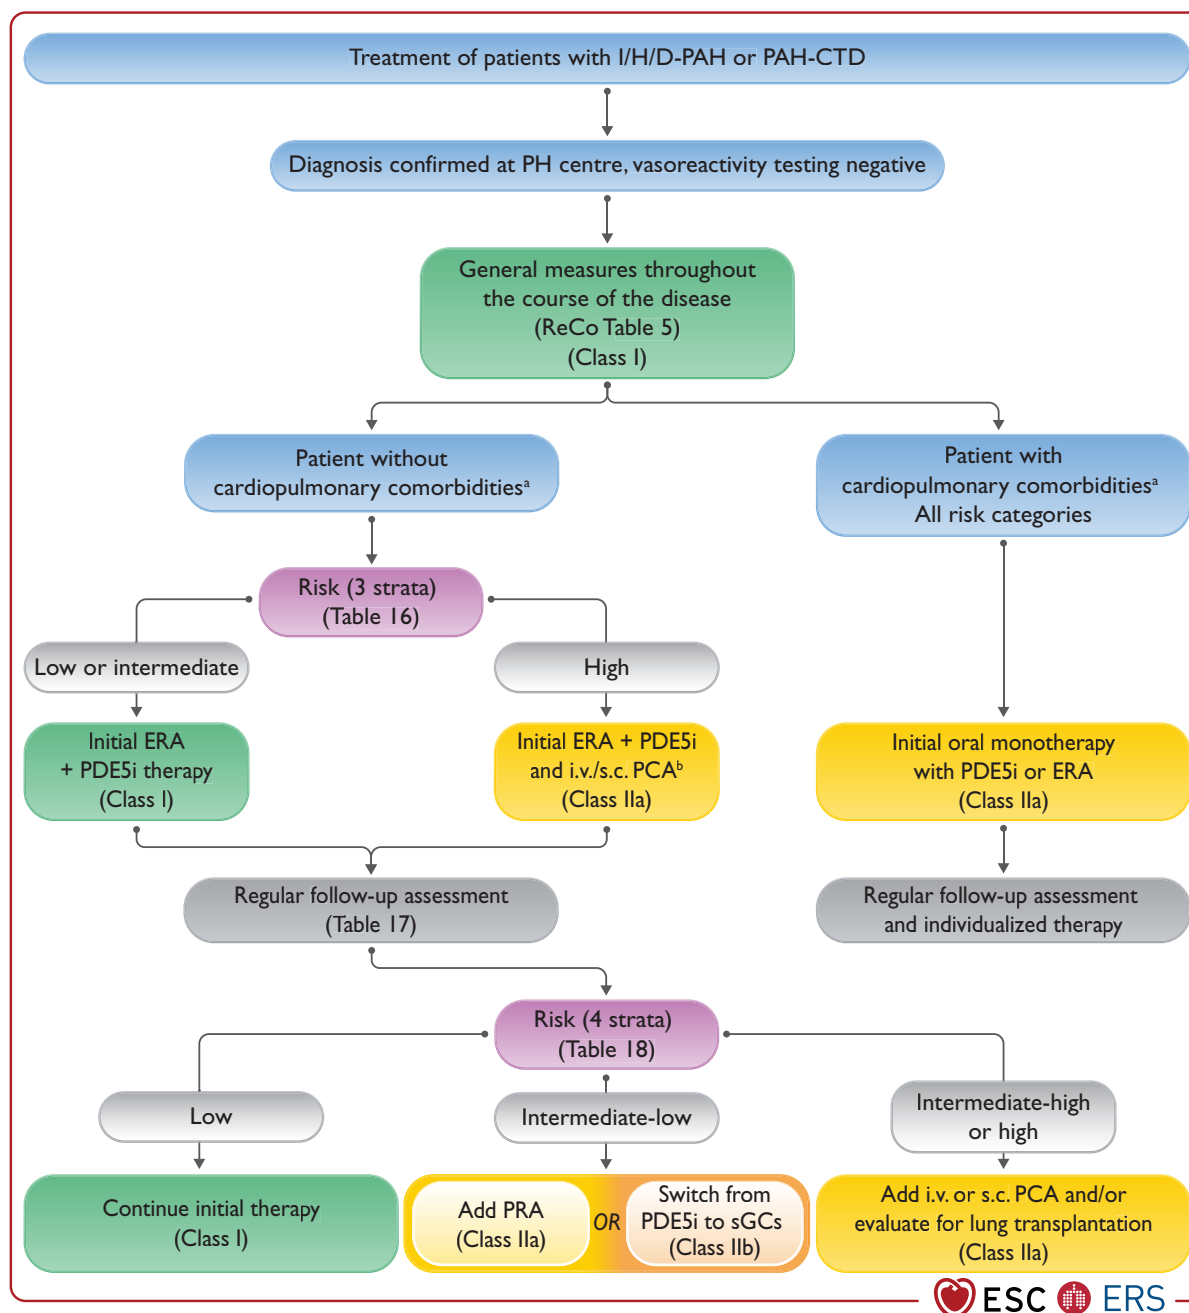 Treatment of patients with I/H/D-PAH or PAH-CTD
Diagnosis confirmed at PH centre, vasoreactivity testing negative
General measures throughout
the course of the disease
(ReCo Table 5)
(Class I)
Patient without
cardiopulmonary comorbiditiesᵃ
Patient with
cardiopulmonary comorbiditiesᵃ
All risk categories
Risk (3 strata)
(Table 16)
Low or intermediate
High
Initial ERA
+ PDE5i therapy
(Class I)
Initial ERA + PDE5i
and i.v./s.c. PCAᵇ
(Class IIa)
Initial oral monotherapy
with PDE5i or ERA
(Class IIa)
Regular follow-up assessment
(Table 17)
Regular follow-up assessment
and individualized therapy
Risk (4 strata)
(Table 18)
Low
Intermediate-low
Intermediate-high
or high
Continue initial therapy
(Class I)
Add PRA
(Class IIa)
OR
Switch from
PDE5i to sGCs
(Class IIb)
Add i.v. or s.c. PCA and/or
evaluate for lung transplantation
(Class IIa)
ESC ERS